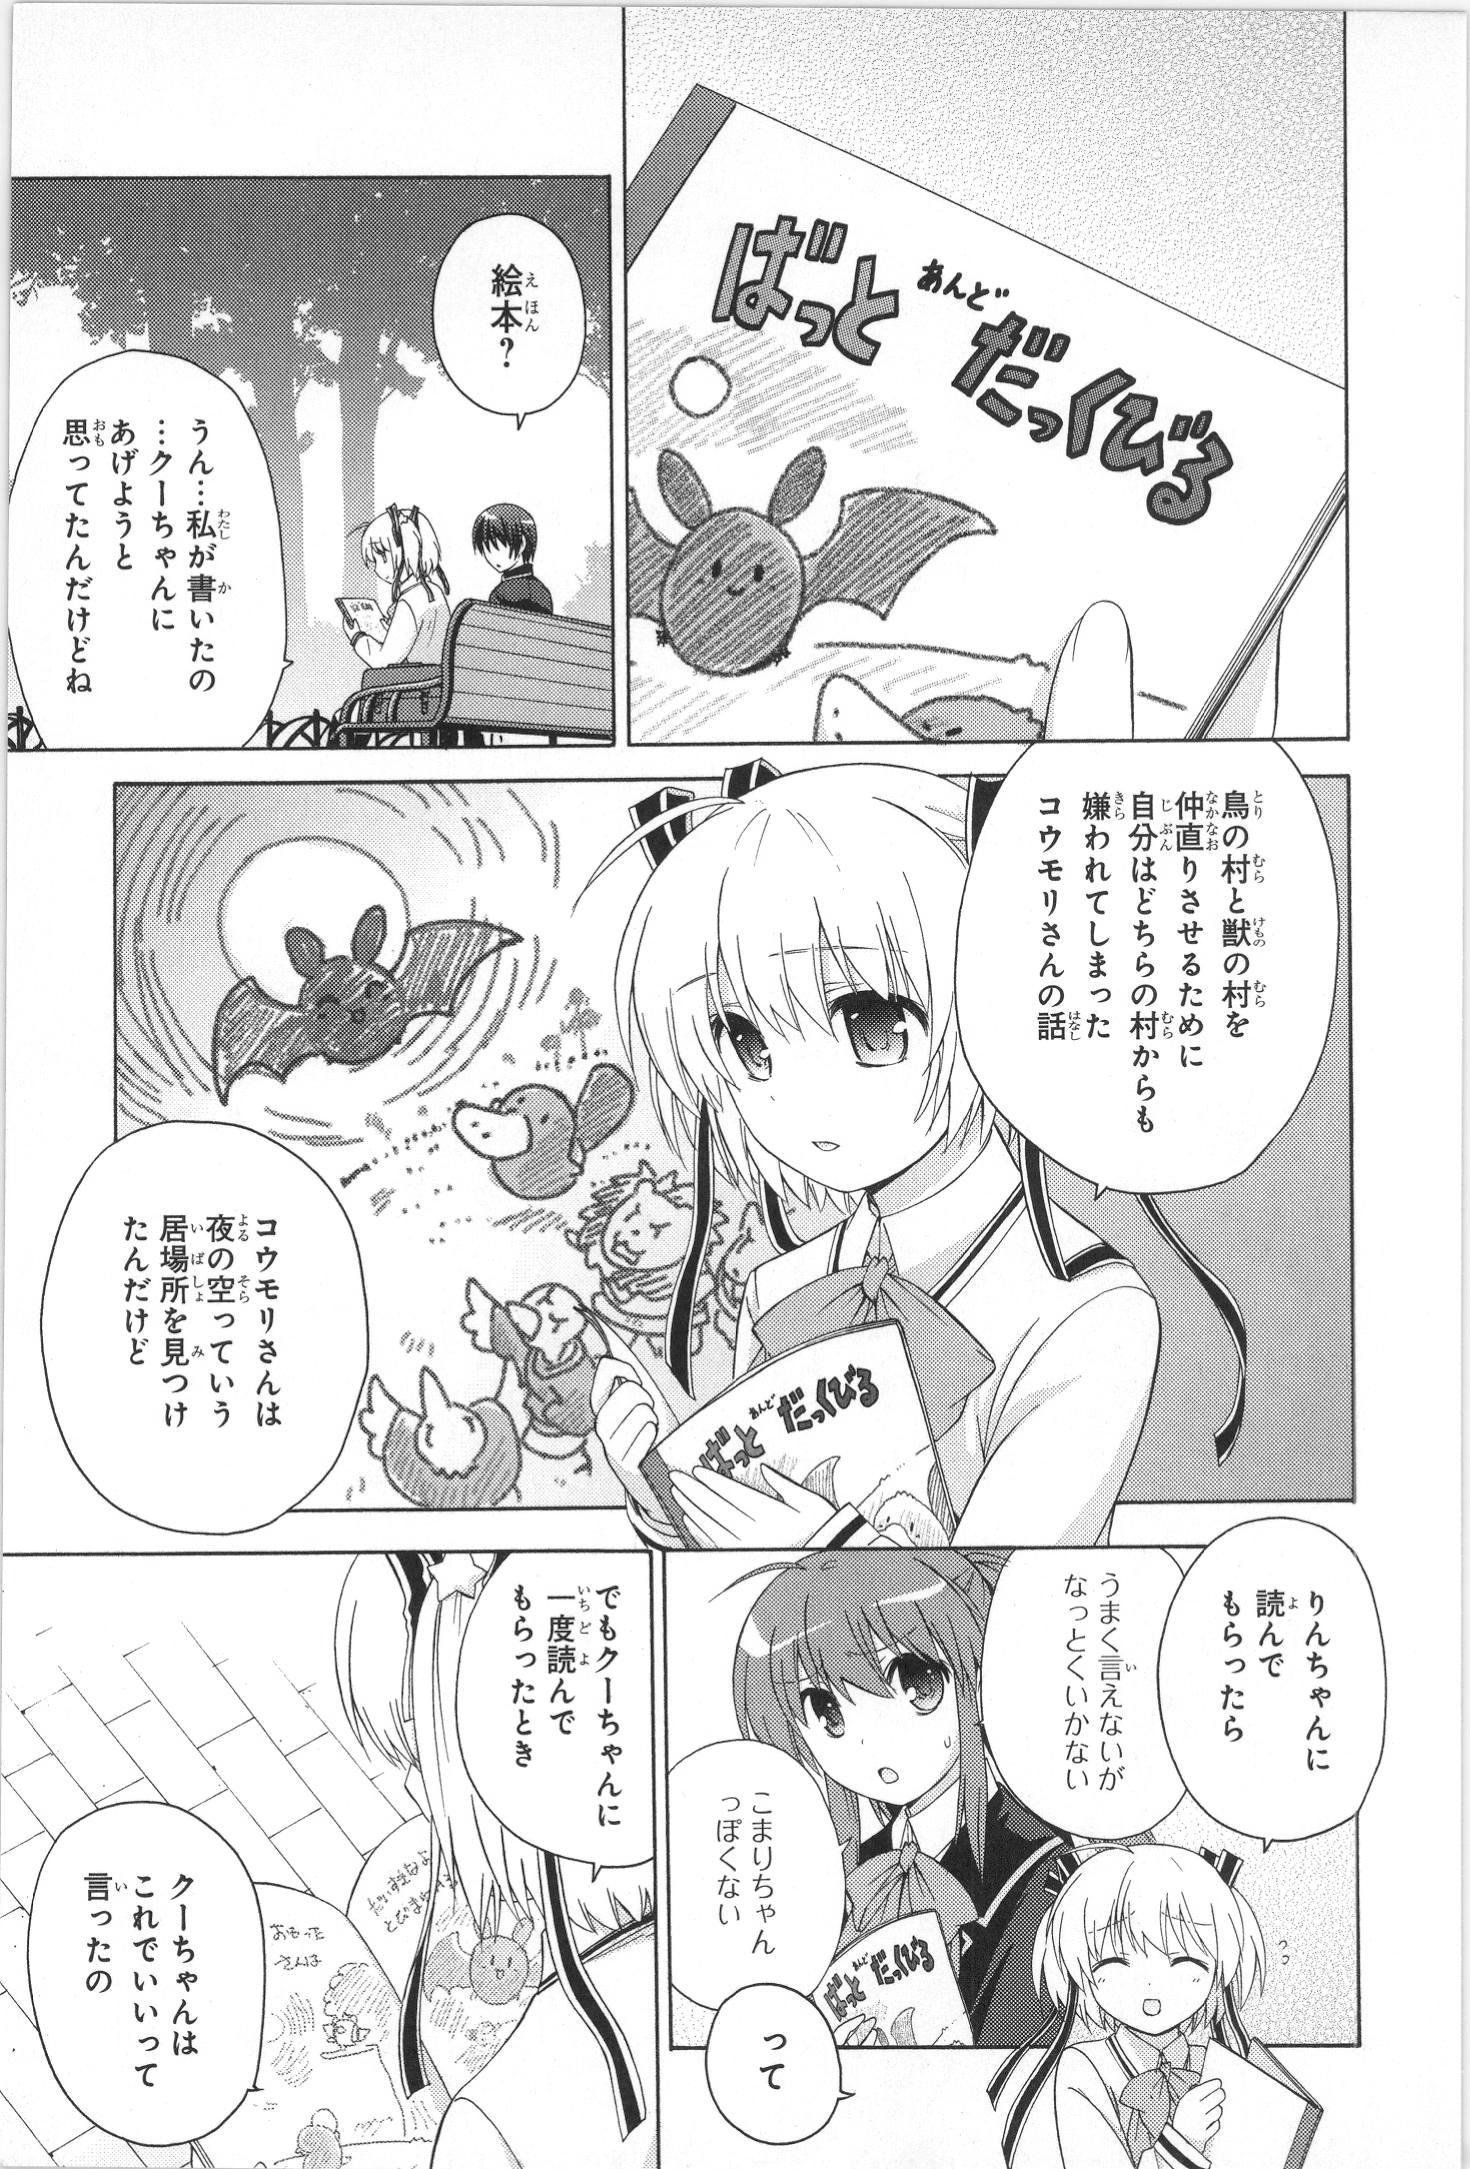 ばっと
あんど
だっくびる
絵本?
うん…私が書いたの
…クーちゃんに
あげようと
思ってたんだけどね
鳥の村と獣の村を
仲直りさせるために
自分はどちらの村からも
嫌われてしまった
コウモリさんの話
コウモリさんは
夜の空っていう
居場所を見つけ
たんだけど
ばっと
あんど
だっくびる
りんちゃんに
読んで
もらったら
うまく言えないが
なっとくいかない
こまりちゃん
っぽくない
って
ばっと
あんど
だっくびる
でもクーちゃんに
一度読んで
もらったとき
クーちゃんは
これでいいって
言ったの